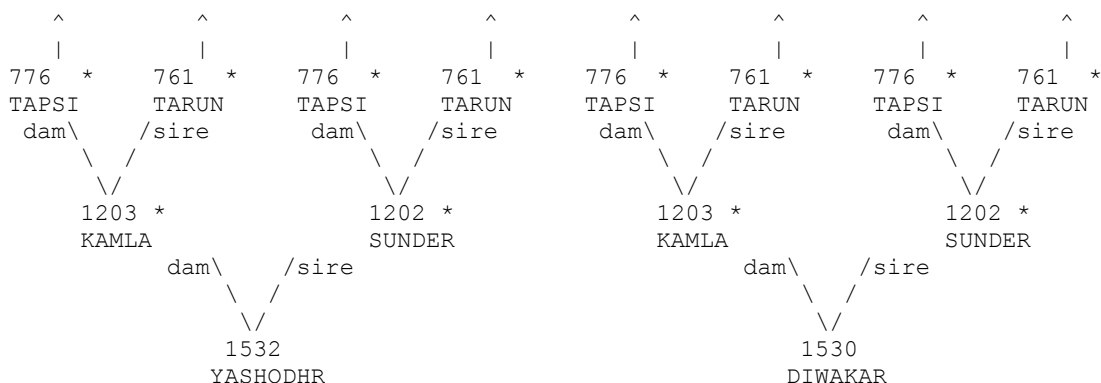 ^ ^ ^ ^ ^ ^ ^ ^
| | | | | | | |
776 * 761 * 776 * 761 * 776 * 761 * 776 * 761 *
TAPSI TARUN TAPSI TARUN TAPSI TARUN TAPSI TARUN
dam\ /sire dam\ /sire dam\ /sire dam\ /sire
\ / \ / \ / \ /
\/ \/ \/ \/
1203 * 1202 * 1203 * 1202 *
KAMLA SUNDER KAMLA SUNDER
dam\ /sire dam\ /sire
\ / \ /
\/ \/
1532 1530
YASHODHR DIWAKAR